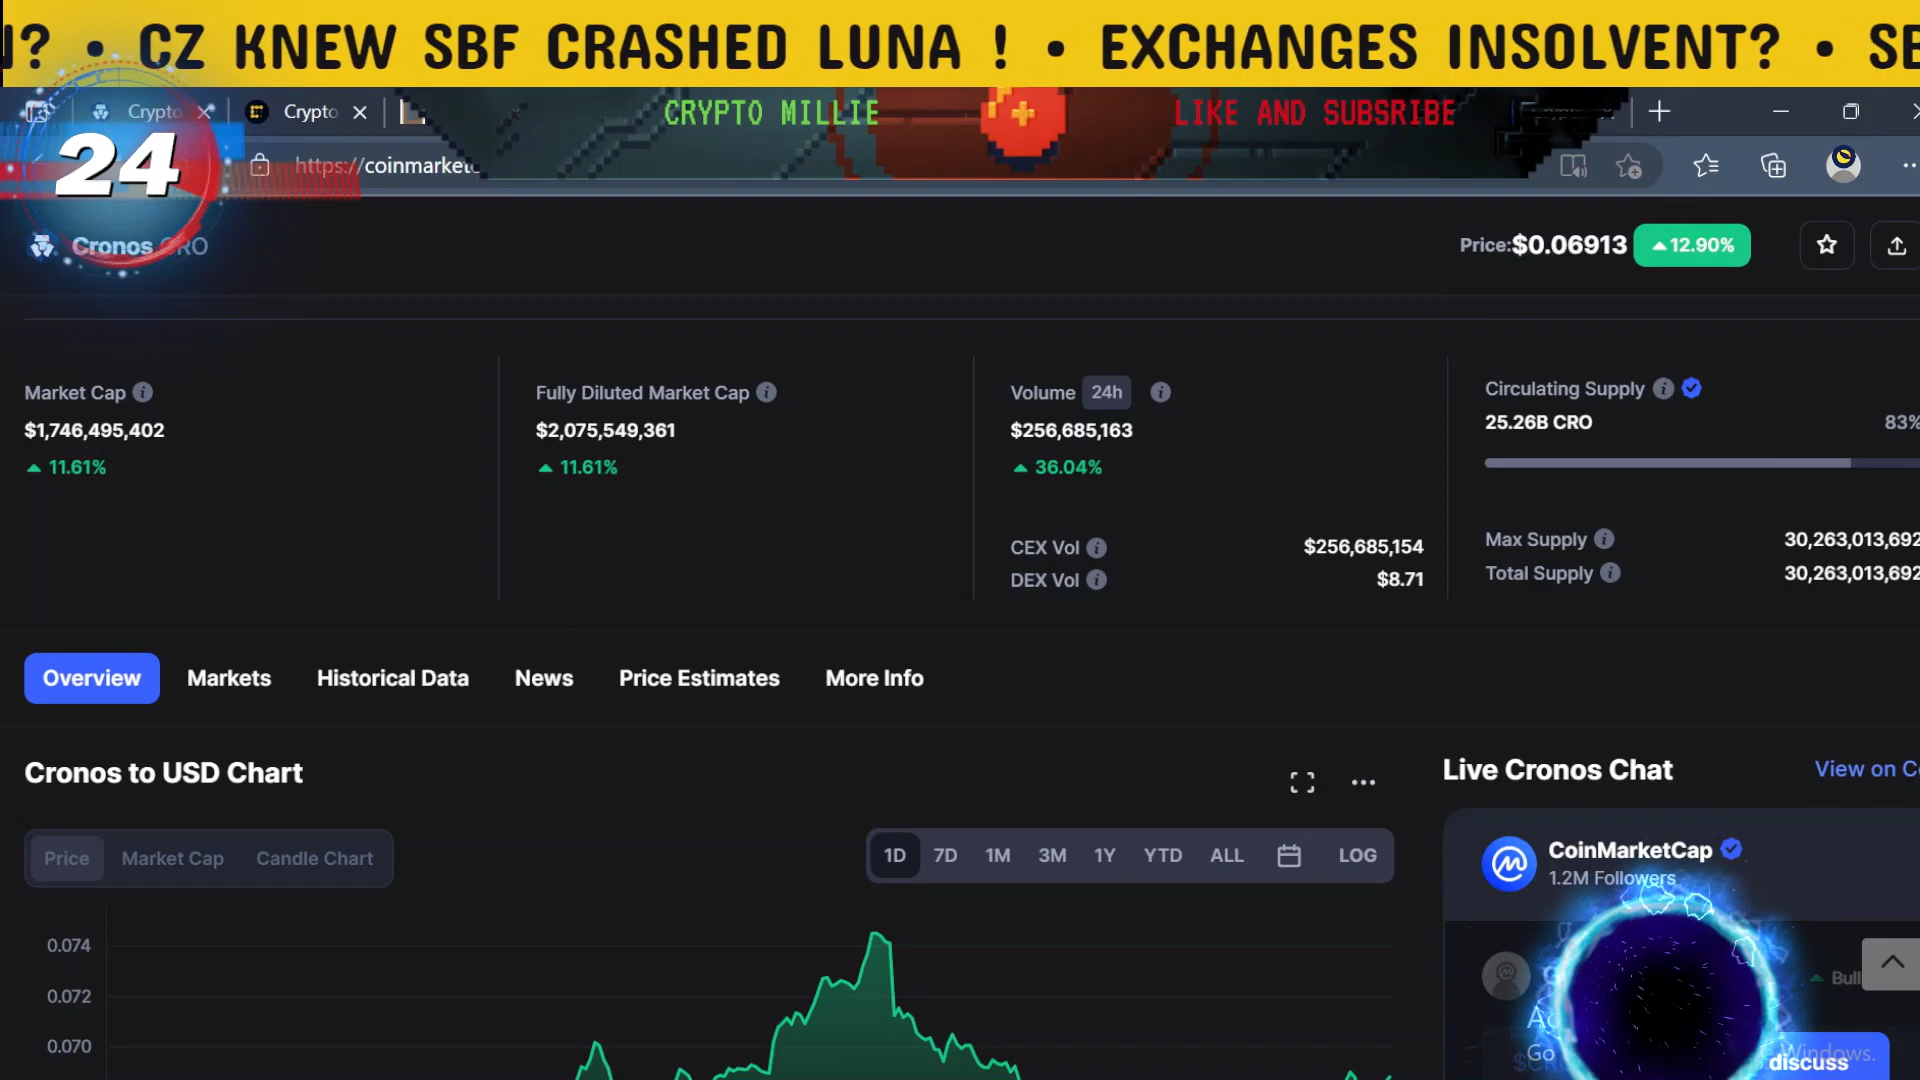 ? • CZ KNEW SBF CRASHED LUNA ! • EXCHANGES INSOLVENT? •
Crypto
Crypto
CRYPTO MILLIE
LIKE AND SUBSRIBE
24
https://coinmarket
Cronos CRO
Price:$0.06913
12.90%
Market Cap
$1,746,495,402
11.61%
Fully Diluted Market Cap
$2,075,549,361
11.61%
Volume 24h
$256,685,163
36.04%
CEX Vol $256,685,154
DEX Vol $8.71
Circulating Supply
25.26B CRO 83%
Max Supply 30,263,013,692
Total Supply 30,263,013,692
Overview Markets Historical Data News Price Estimates More Info
Cronos to USD Chart
Price Market Cap Candle Chart
1D 7D 1M 3M 1Y YTD ALL LOG
0.074
0.072
0.070
Live Cronos Chat
View on
CoinMarketCap
1.2M Followers
Bull
Go
Windows.
discuss